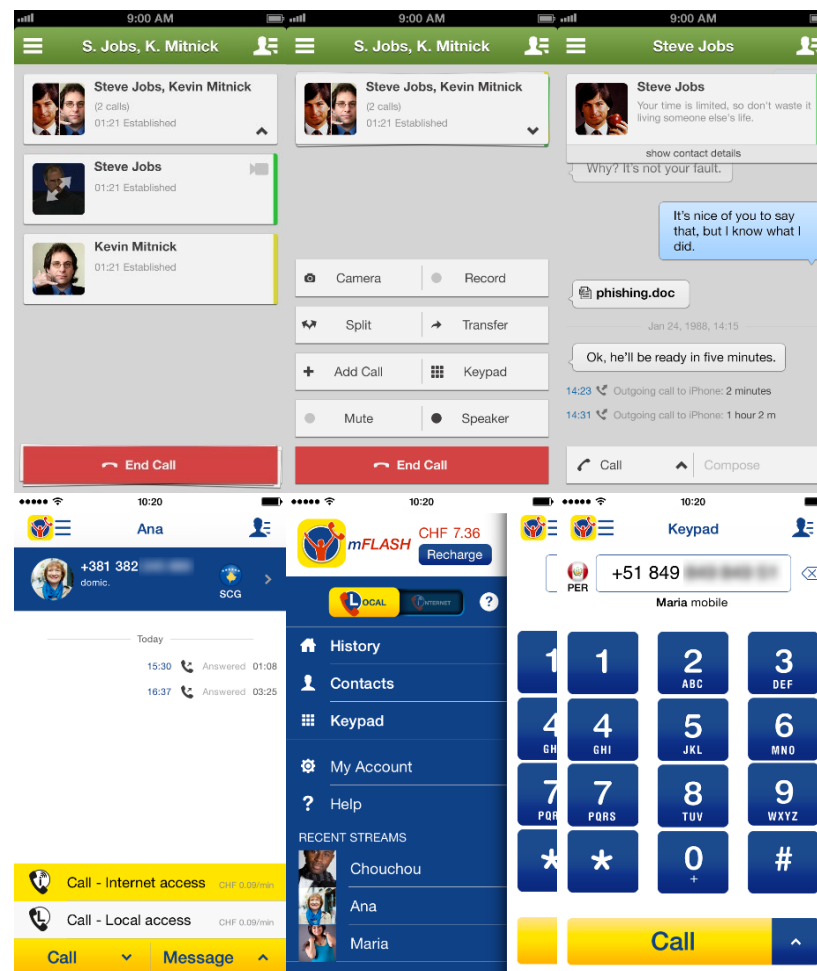 9:00 AM
S. Jobs, K. Mitnick
Steve Jobs, Kevin Mitnick
(2 calls)
01:21 Established
Steve Jobs
01:21 Established
Kevin Mitnick
01:21 Established
End Call
9:00 AM
S. Jobs, K. Mitnick
Steve Jobs, Kevin Mitnick
(2 calls)
01:21 Established
Camera
Record
Split
Transfer
Add Call
Keypad
Mute
Speaker
End Call
9:00 AM
Steve Jobs
Steve Jobs
Your time is limited, so don't waste it
living someone else's life.
show contact details
Why? It's not your fault.
It's nice of you to say
that, but I know what I
did.
phishing.doc
Jan 24, 1988, 14:15
Ok, he'll be ready in five minutes.
14:23 Outgoing call to iPhone: 2 minutes
14:31 Outgoing call to iPhone: 1 hour 2 m
Call
Compose
10:20
Ana
+381 382
domic.
SCG
Today
15:30 Answered 01:08
16:37 Answered 03:25
Call - Internet access CHF 0.09/min
Call - Local access CHF 0.09/min
Call
Message
10:20
mFLASH
CHF 7.36
Recharge
LOCAL
INTERNET
?
History
Contacts
Keypad
My Account
? Help
RECENT STREAMS
Chouchou
Ana
Maria
1
4
GH
7
PQR
*
10:20
Keypad
PER
+51 849
Maria mobile
1
2
ABC
3
DEF
4
GHI
5
JKL
6
MNO
7
PQRS
8
TUV
9
WXYZ
*
0
+
#
Call